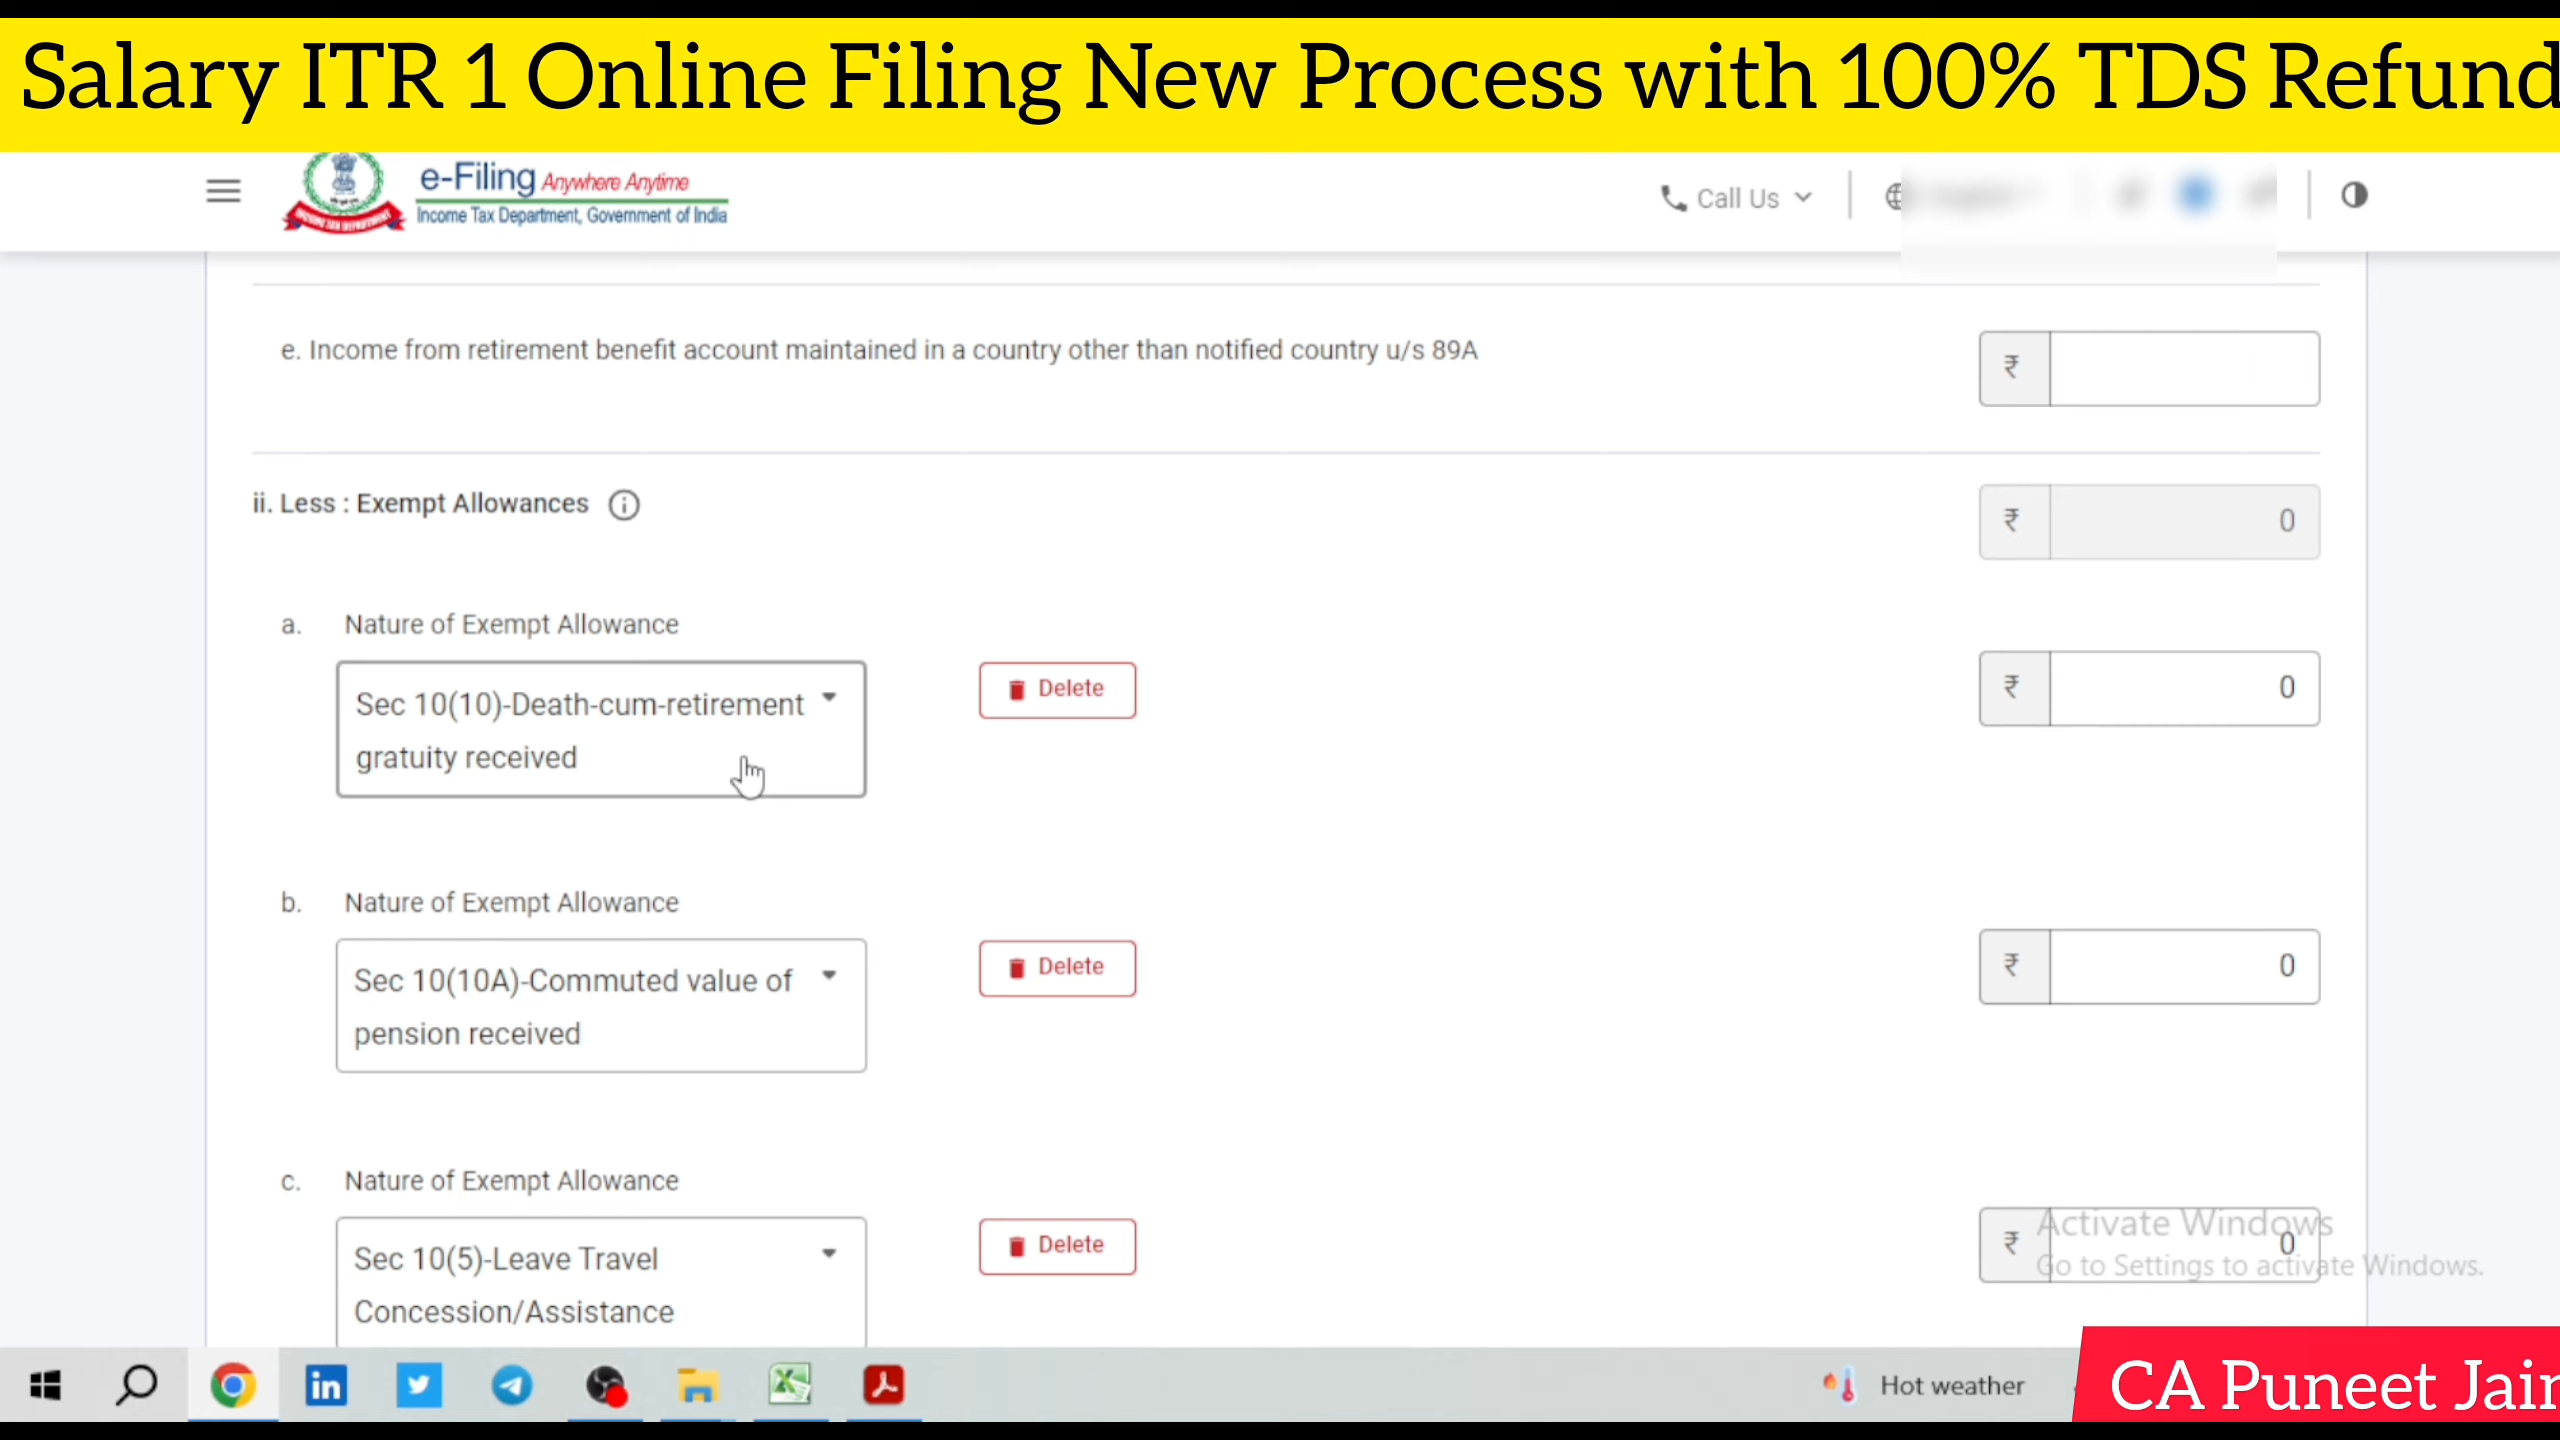 Salary ITR 1 Online Filing New Process with 100% TDS Refund
e-Filing Anywhere Anytime
Income Tax Department, Government of India
Call Us
e. Income from retirement benefit account maintained in a country other than notified country u/s 89A
₹
ii. Less : Exempt Allowances
₹ 0
a. Nature of Exempt Allowance
Sec 10(10)-Death-cum-retirement
gratuity received
Delete
₹ 0
b. Nature of Exempt Allowance
Sec 10(10A)-Commuted value of
pension received
Delete
₹ 0
c. Nature of Exempt Allowance
Sec 10(5)-Leave Travel
Concession/Assistance
Delete
₹ 0
Activate Windows
Go to Settings to activate Windows.
Hot weather
CA Puneet Jain